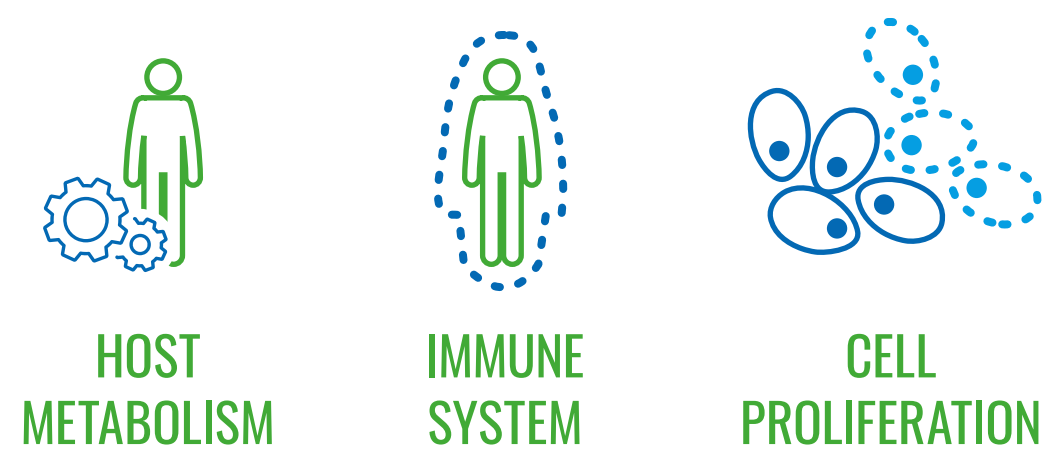 HOST
METABOLISM
IMMUNE
SYSTEM
CELL
PROLIFERATION